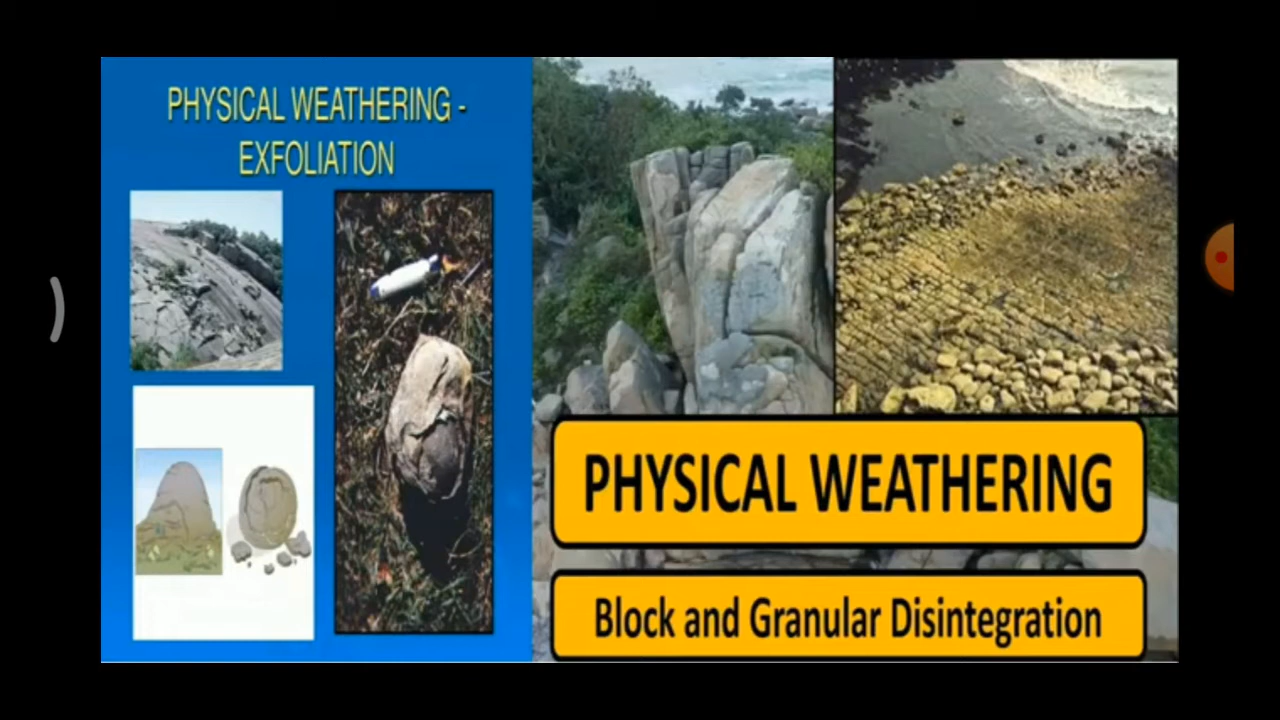 PHYSICAL WEATHERING -
EXFOLIATION
PHYSICAL WEATHERING
Block and Granular Disintegration